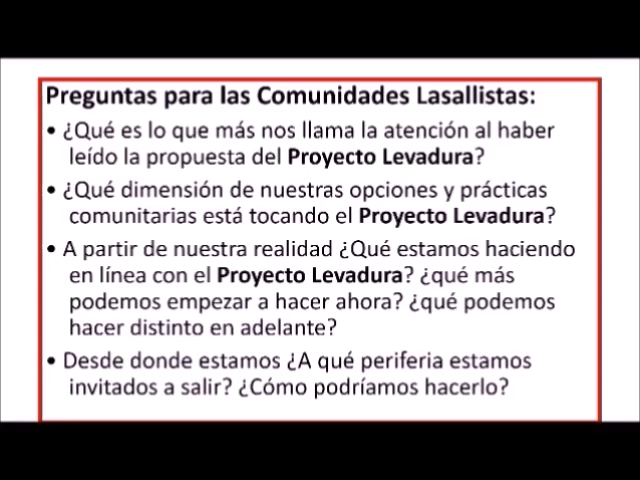 Preguntas para las Comunidades Lasallistas:
• ¿Qué es lo que más nos llama la atención al haber
leído la propuesta del Proyecto Levadura?
• ¿Qué dimensión de nuestras opciones y prácticas
comunitarias está tocando el Proyecto Levadura?
• A partir de nuestra realidad ¿Qué estamos haciendo
en línea con el Proyecto Levadura? ¿qué más
podemos empezar a hacer ahora? ¿qué podemos
hacer distinto en adelante?
• Desde donde estamos ¿A qué periferia estamos
invitados a salir? ¿Cómo podríamos hacerlo?